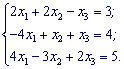 2x₁ + 2x₂ − x₃ = 3;
−4x₁ + x₂ + x₃ = 4;
4x₁ − 3x₂ + 2x₃ = 5.